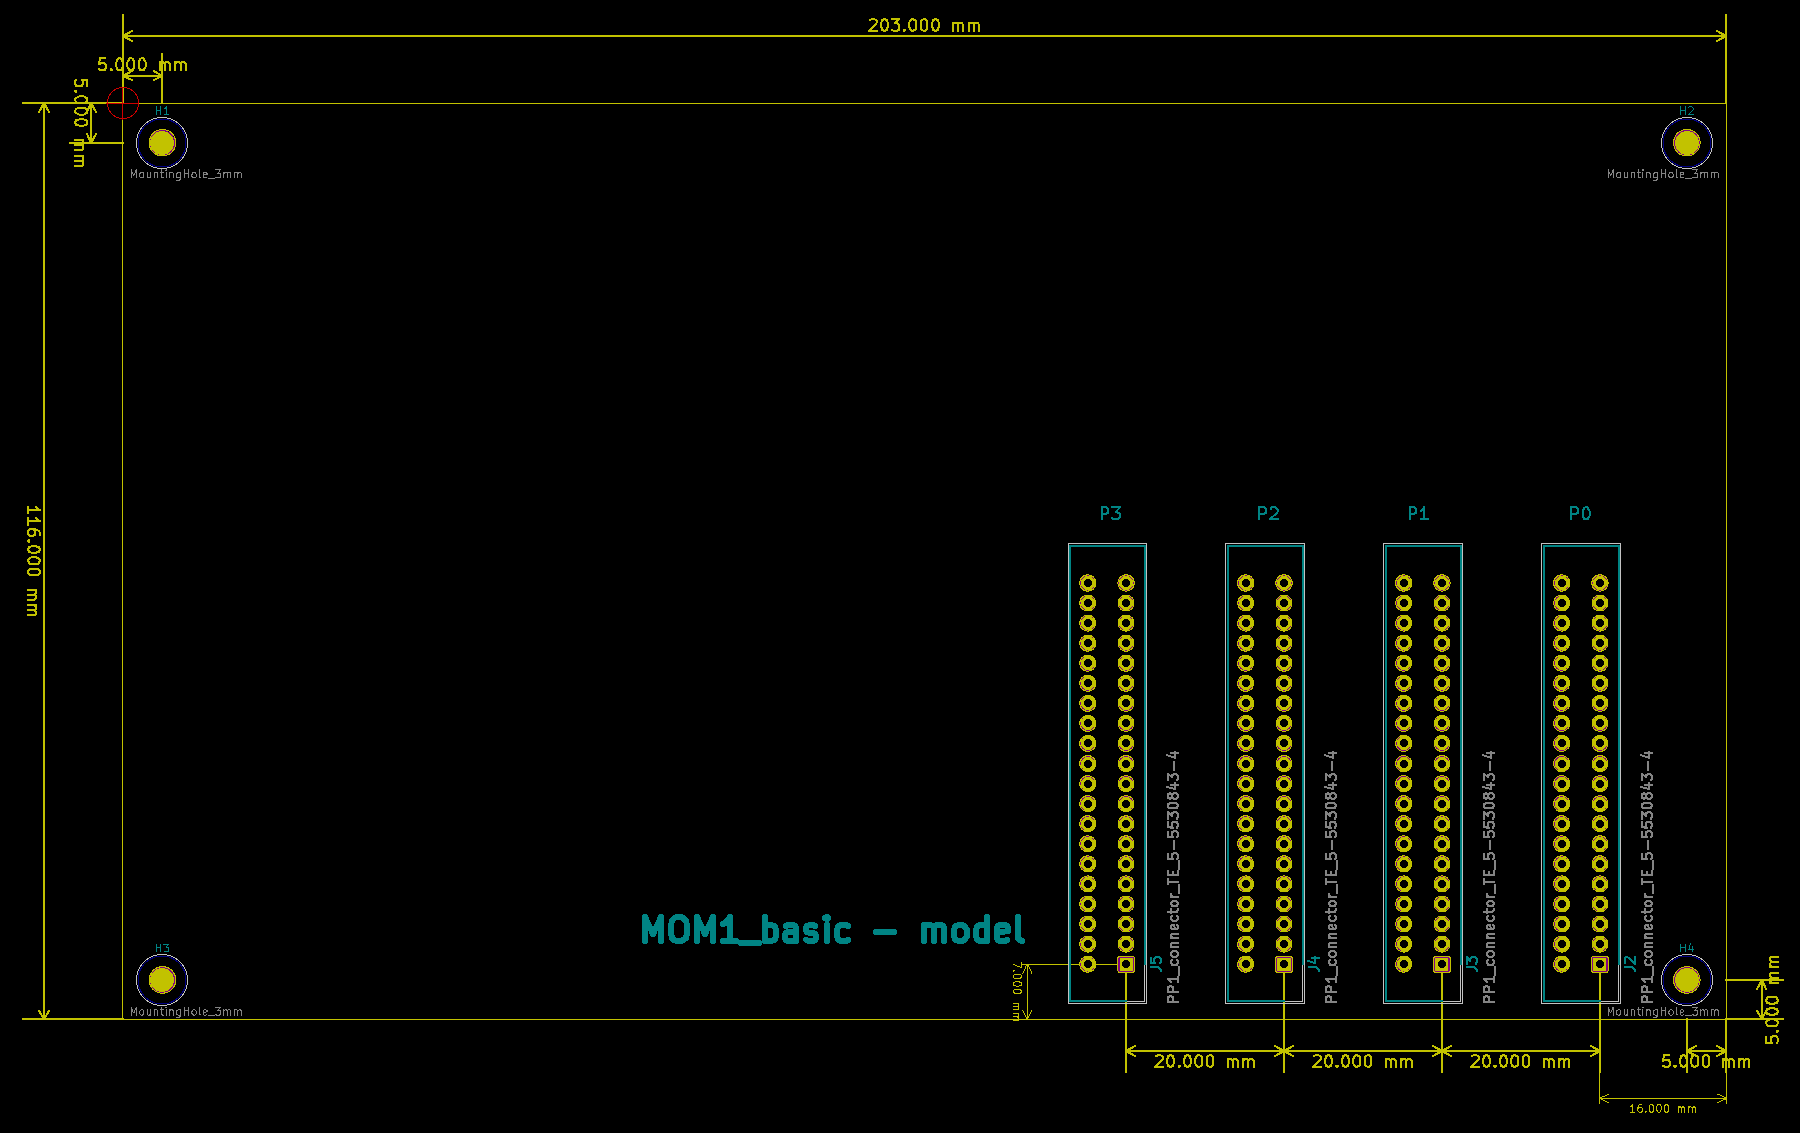 203.000 mm
5.000 mm
5.000 mm
H1
H2
MountingHole_3mm
MountingHole_3mm
116.000 mm
P3
P2
P1
P0
PP1_connector_TE_5-5530843-4
PP1_connector_TE_5-5530843-4
PP1_connector_TE_5-5530843-4
PP1_connector_TE_5-5530843-4
MOM1_basic - model
H3
H4
J5
J4
J3
J2
7.000 mm
5.000 mm
MountingHole_3mm
MountingHole_3mm
20.000 mm
20.000 mm
20.000 mm
5.000 mm
16.000 mm